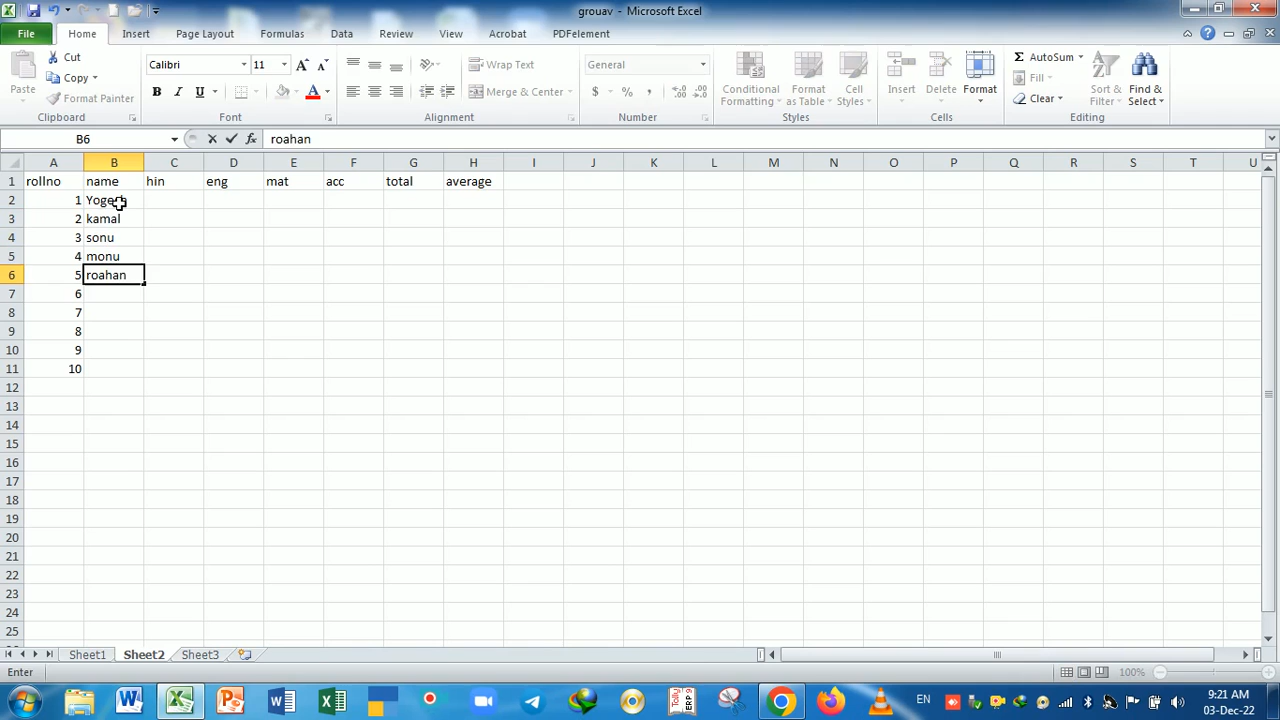 grouav - Microsoft Excel
File Home Insert Page Layout Formulas Data Review View Acrobat PDFelement
Paste Cut Copy Format Painter Clipboard
Calibri 11 B I U A Font
Wrap Text Merge & Center Alignment
General $ % , Number
Conditional Formatting Format as Table Cell Styles Styles
Insert Delete Format Cells
Σ AutoSum Fill Clear Sort & Filter Find & Select Editing
B6 fx roahan
A B C D E F G H I J K L M N O P Q R S T U
1 rollno name hin eng mat acc total average
2 1
3 2 kamal
4 3 sonu
5 4 monu
6 5 roahan
7 6
8 7
9 8
10 9
11 10
12
13
14
15
16
17
18
19
20
21
22
23
24
25
Sheet1 Sheet2 Sheet3
Enter 100%
EN 9:21 AM
03-Dec-22